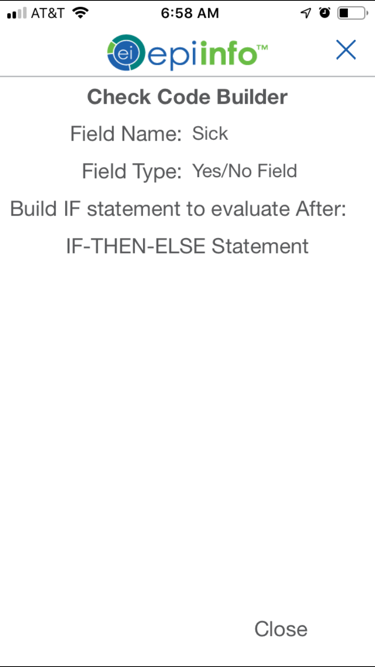 AT&T 6:58 AM
ei epiinfo™
Check Code Builder
Field Name: Sick
Field Type: Yes/No Field
Build IF statement to evaluate After:
IF-THEN-ELSE Statement
Close